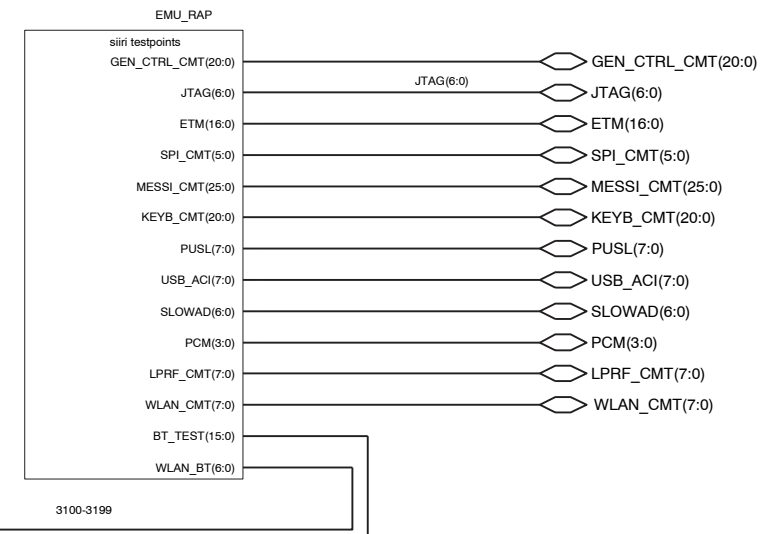 EMU_RAP
siiri testpoints
GEN_CTRL_CMT(20:0) GEN_CTRL_CMT(20:0)
JTAG(6:0) JTAG(6:0) JTAG(6:0)
ETM(16:0) ETM(16:0)
SPI_CMT(5:0) SPI_CMT(5:0)
MESSI_CMT(25:0) MESSI_CMT(25:0)
KEYB_CMT(20:0) KEYB_CMT(20:0)
PUSL(7:0) PUSL(7:0)
USB_ACI(7:0) USB_ACI(7:0)
SLOWAD(6:0) SLOWAD(6:0)
PCM(3:0) PCM(3:0)
LPRF_CMT(7:0) LPRF_CMT(7:0)
WLAN_CMT(7:0) WLAN_CMT(7:0)
BT_TEST(15:0)
WLAN_BT(6:0)
3100-3199